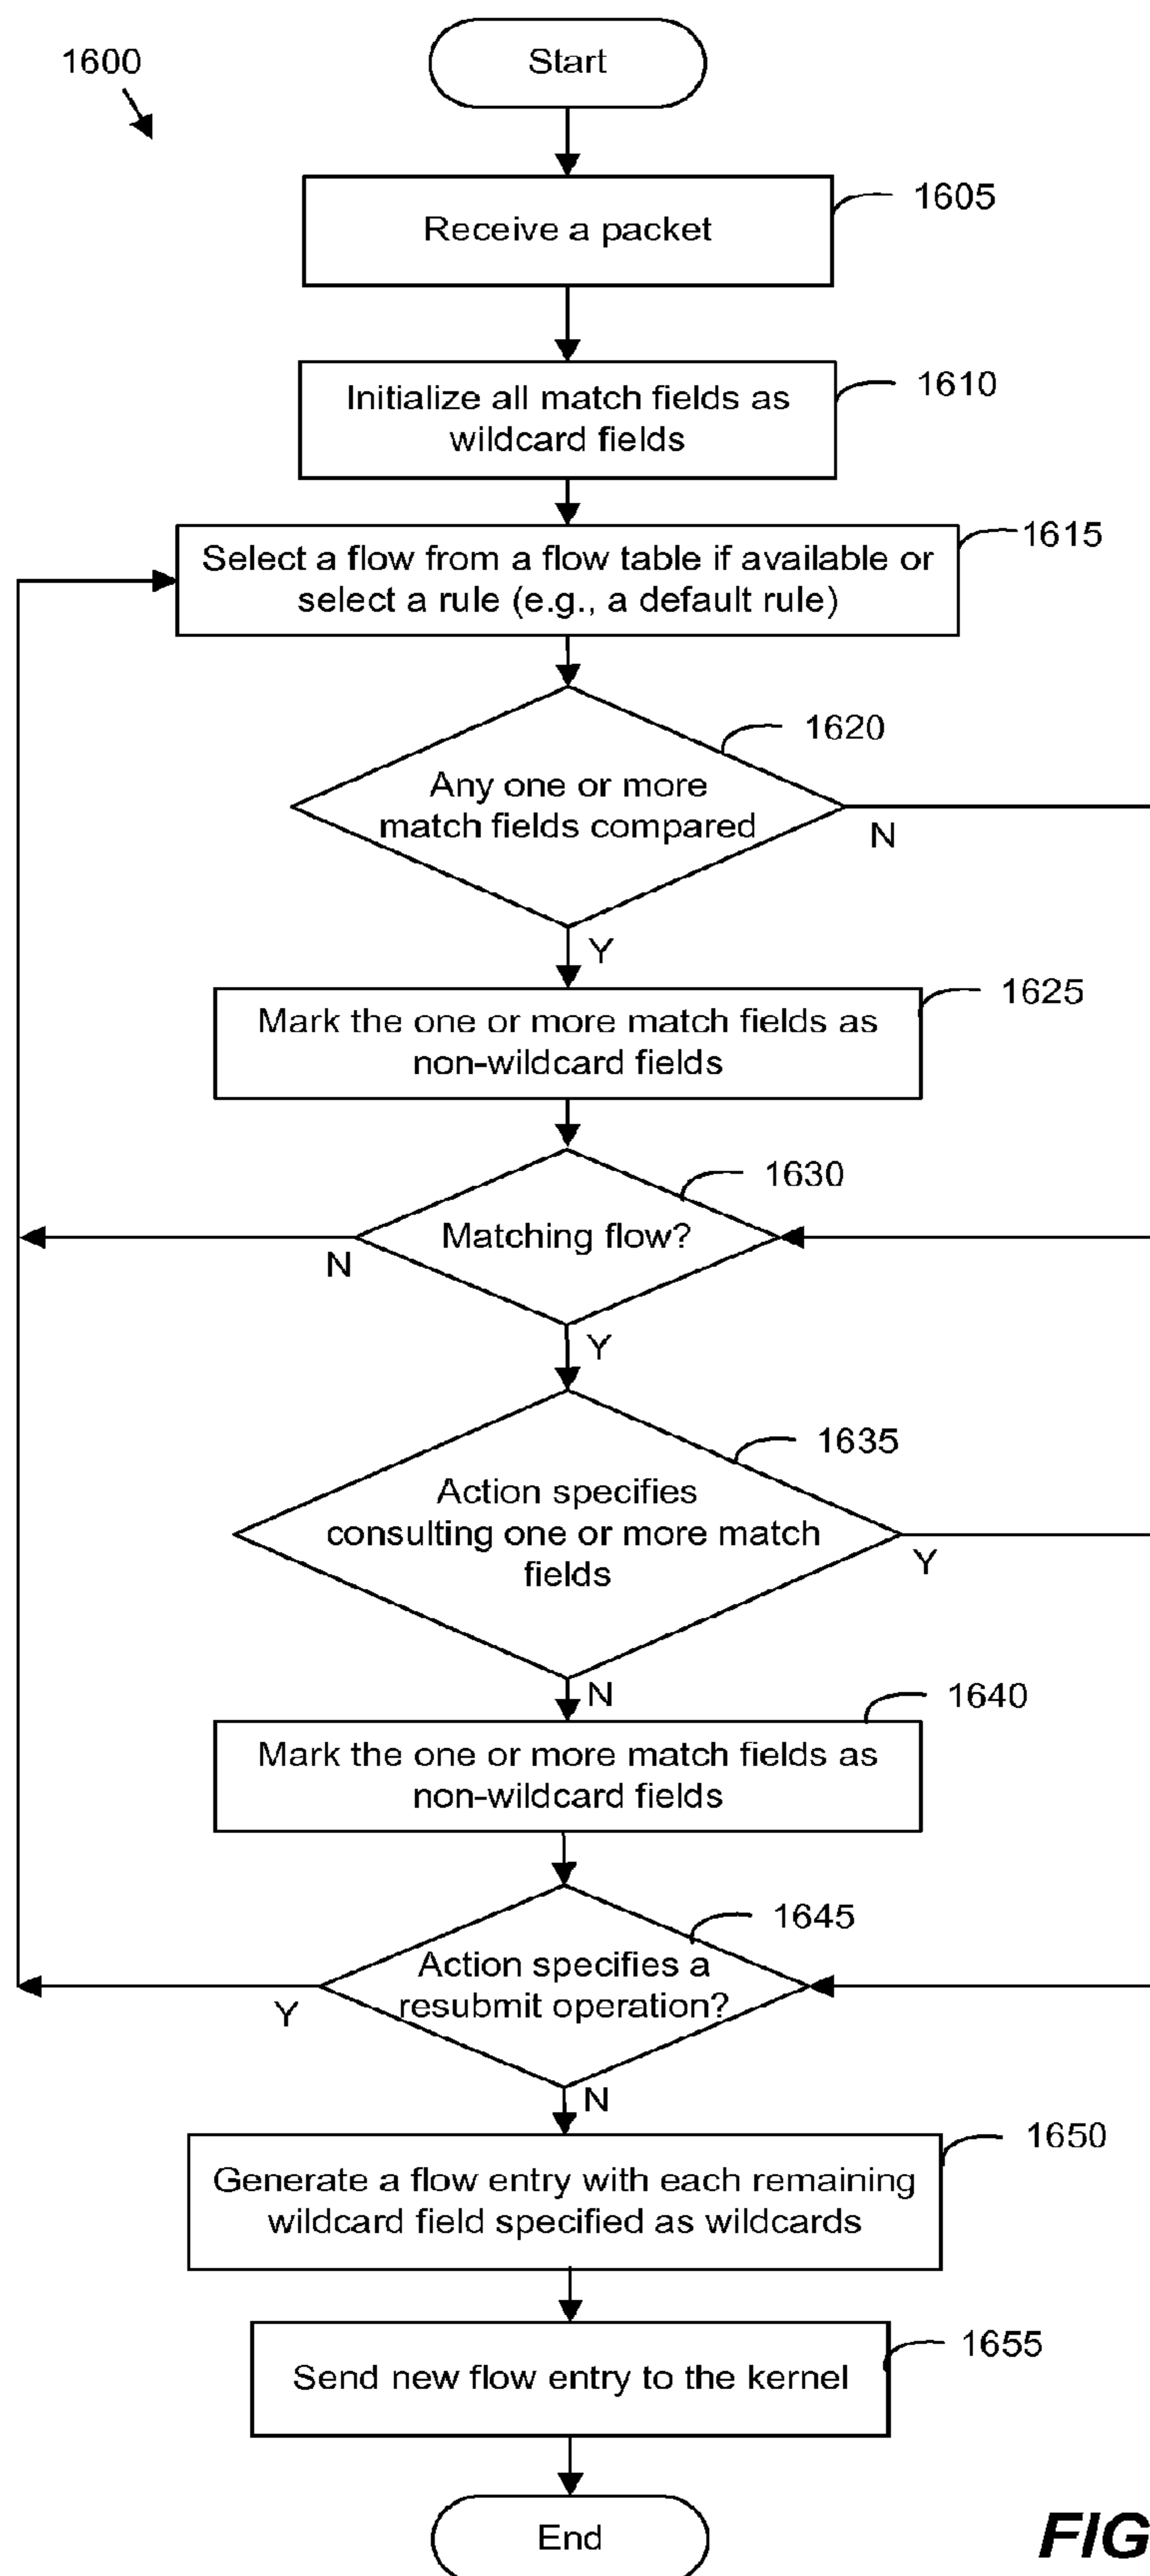 1600
Start
Receive a packet
1605
Initialize all match fields as
wildcard fields
1610
Select a flow from a flow table if available or
select a rule (e.g., a default rule)
1615
Any one or more
match fields compared
1620
N
Y
Mark the one or more match fields as
non-wildcard fields
1625
Matching flow?
1630
N
Y
Action specifies
consulting one or more match
fields
1635
Y
N
Mark the one or more match fields as
non-wildcard fields
1640
Action specifies a
resubmit operation?
1645
Y
N
Generate a flow entry with each remaining
wildcard field specified as wildcards
1650
Send new flow entry to the kernel
1655
End
FIG